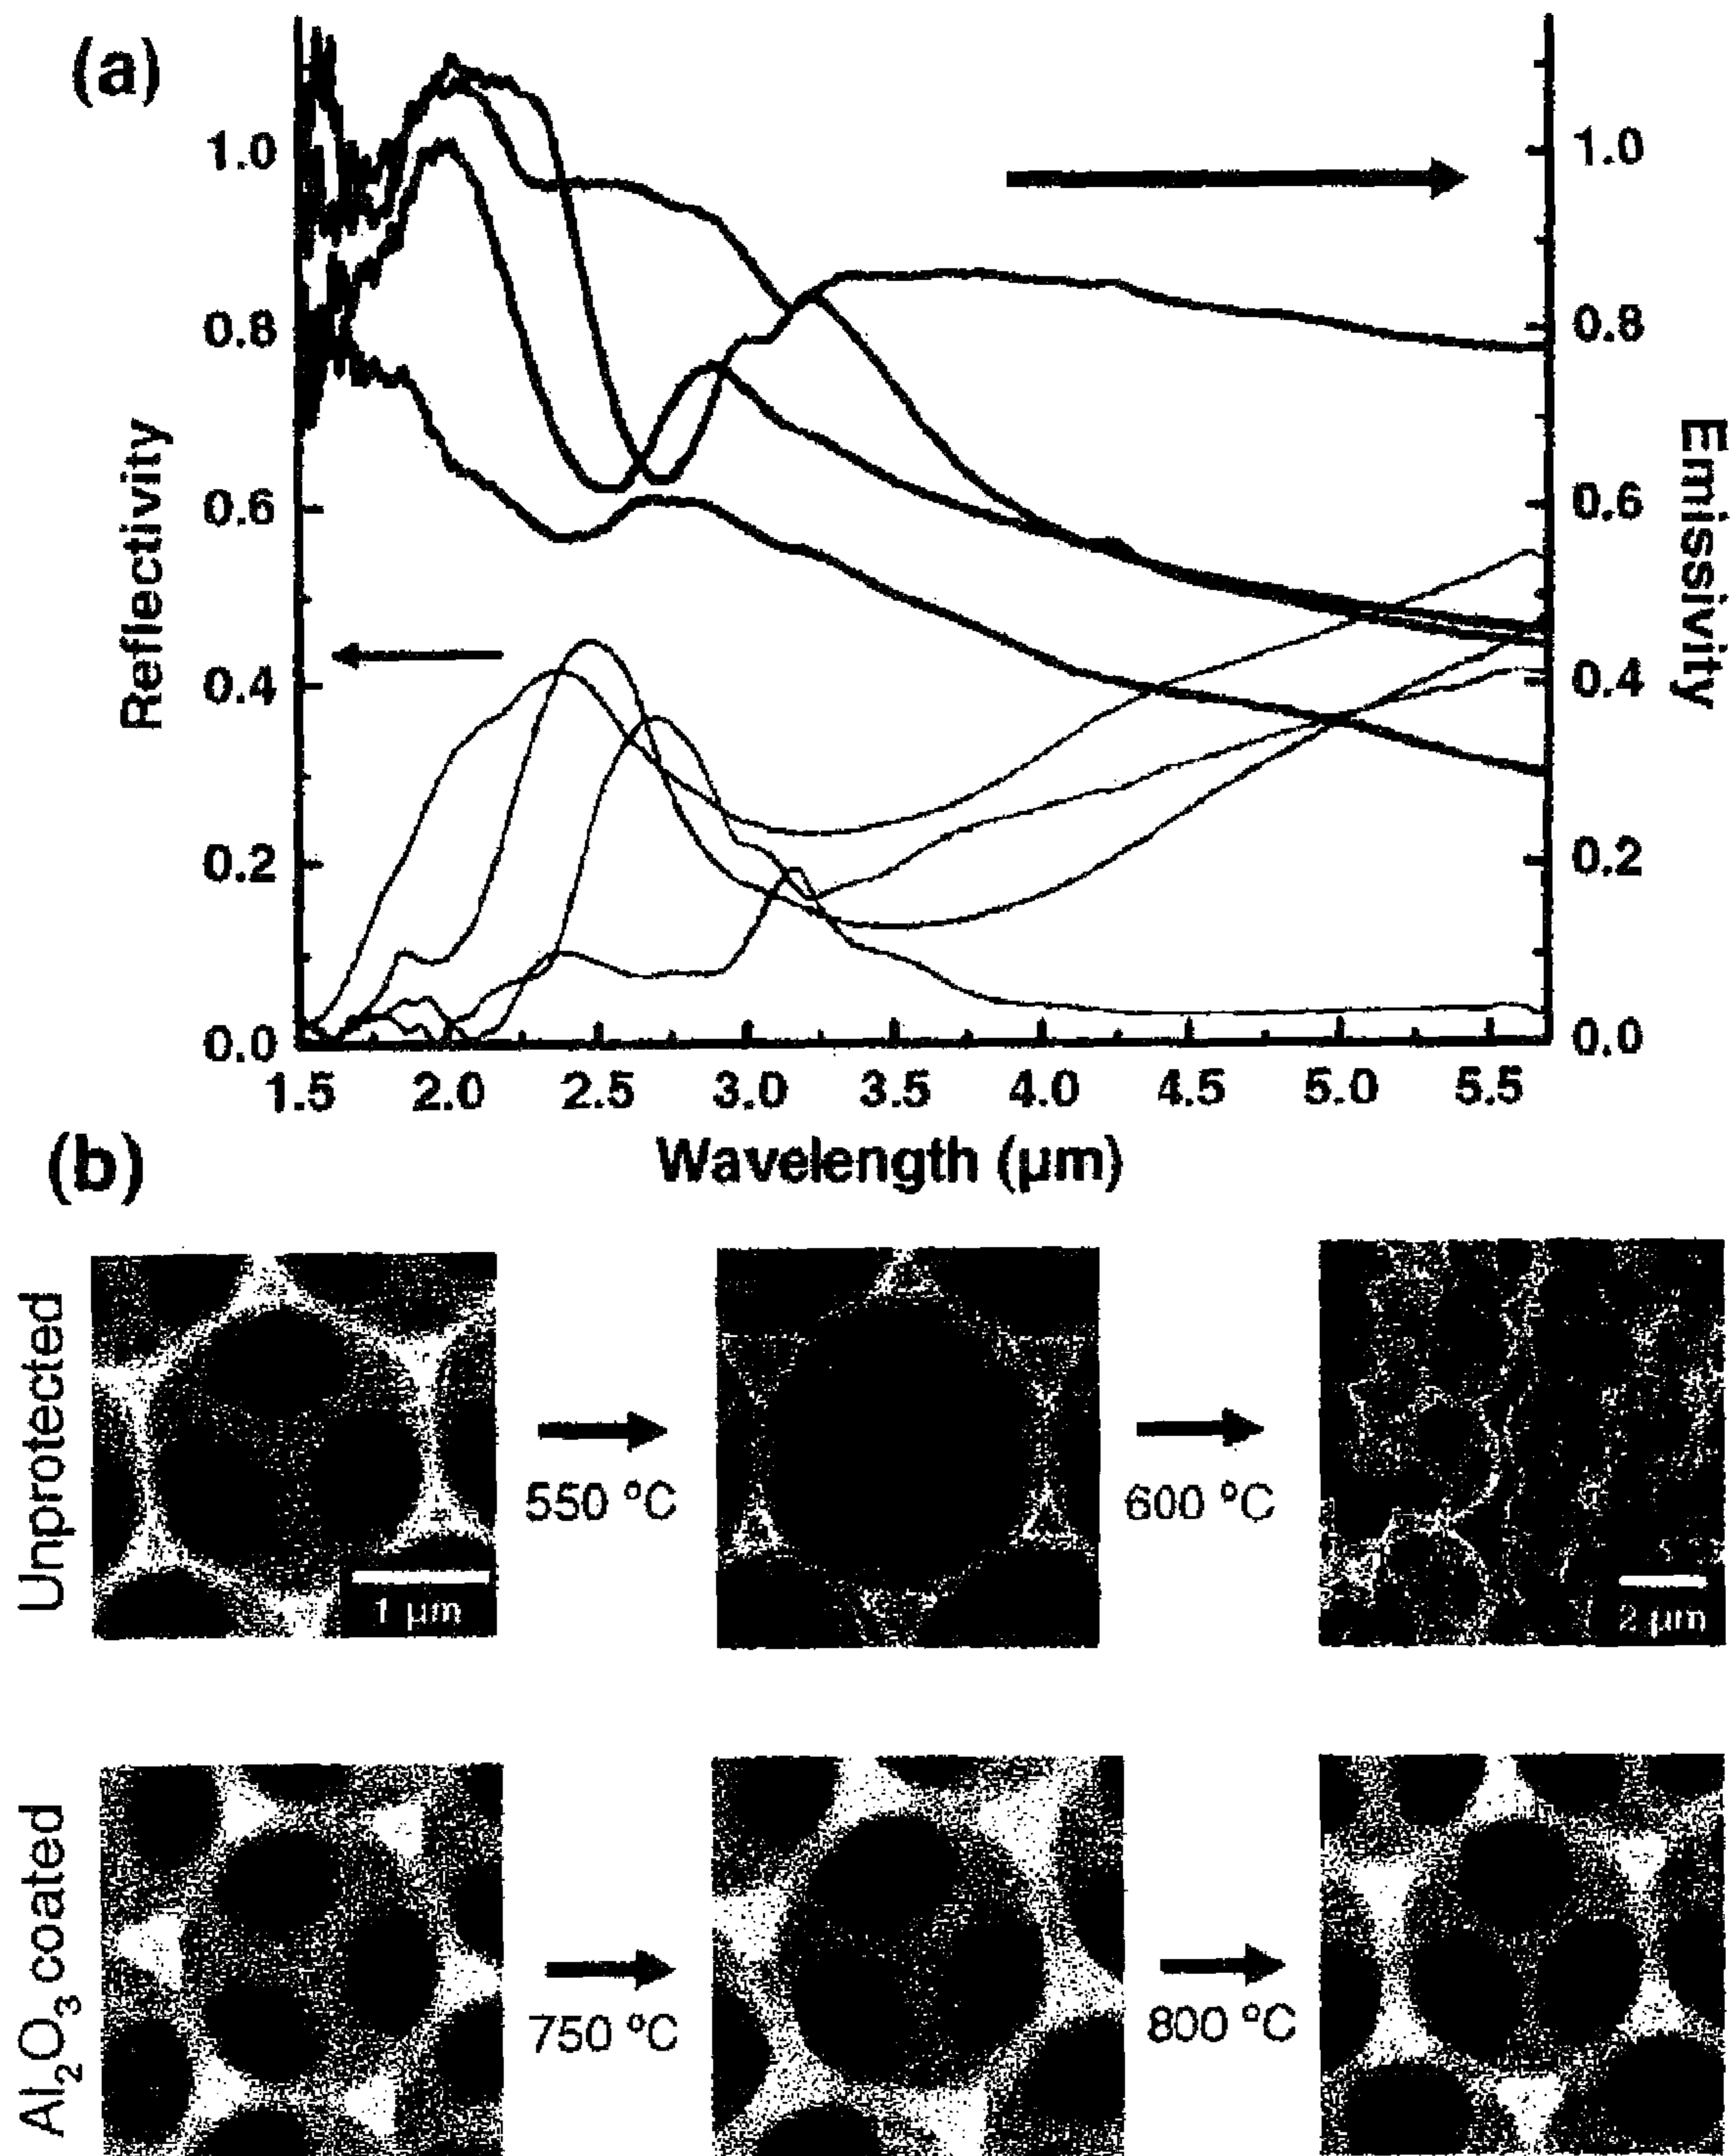 (a)
1.0
0.8
0.6
0.4
0.2
0.0
Reflectivity
1.0
0.8
0.6
0.4
0.2
0.0
Emissivity
1.5 2.0 2.5 3.0 3.5 4.0 4.5 5.0 5.5
Wavelength (μm)
(b)
Unprotected
1 μm
550 °C
600 °C
2 μm
Al₂O₃ coated
750 °C
800 °C